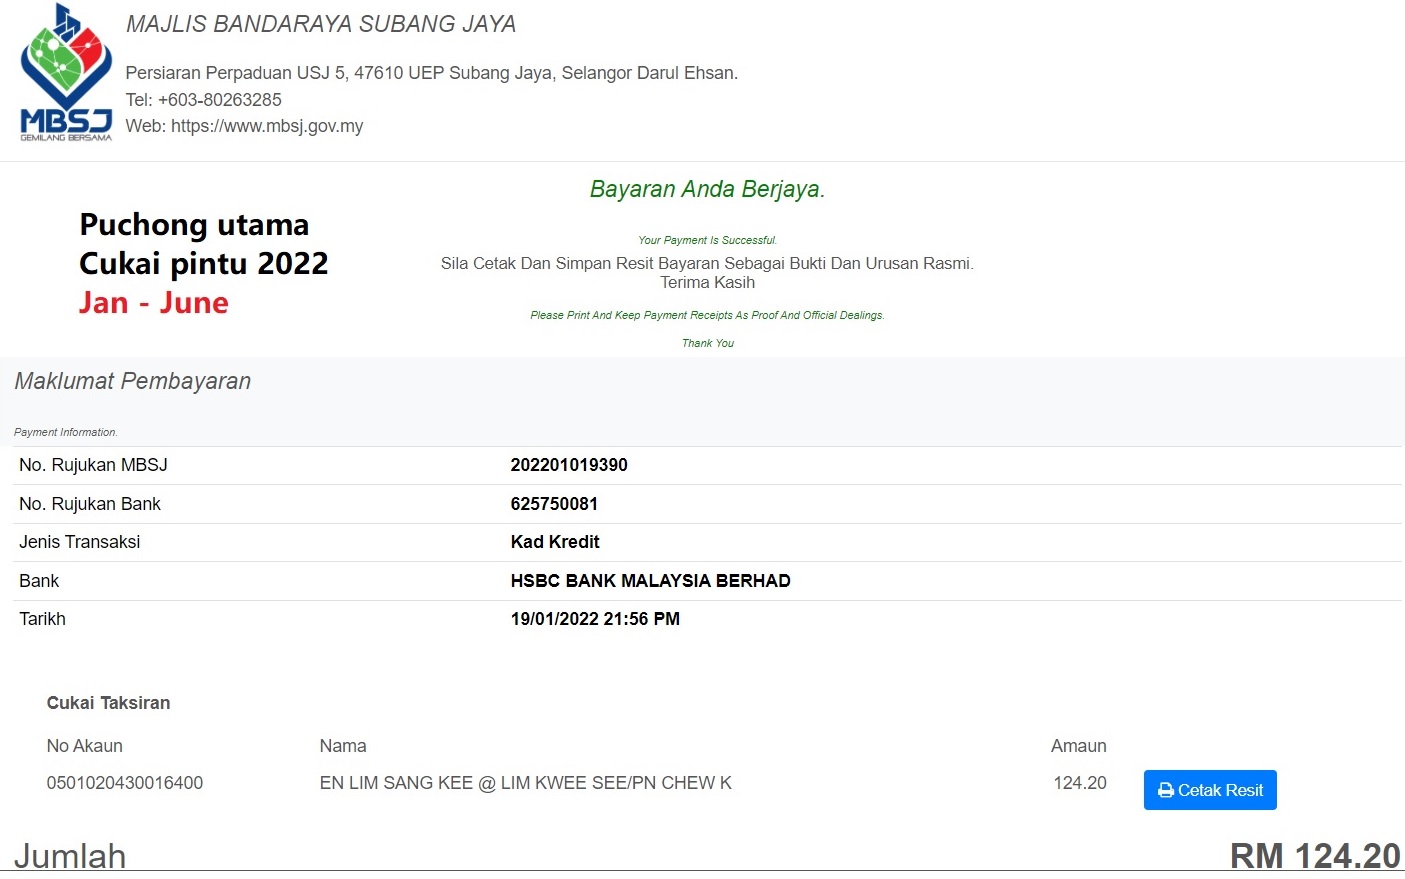 MAJLIS BANDARAYA SUBANG JAYA
Persiaran Perpaduan USJ 5, 47610 UEP Subang Jaya, Selangor Darul Ehsan.
Tel: +603-80263285
Web: https://www.mbsj.gov.my
MBSJ
GEMILANG BERSAMA
Bayaran Anda Berjaya.
Puchong utama
Cukai pintu 2022
Jan - June
Your Payment Is Successful.
Sila Cetak Dan Simpan Resit Bayaran Sebagai Bukti Dan Urusan Rasmi.
Terima Kasih
Please Print And Keep Payment Receipts As Proof And Official Dealings.
Thank You
Maklumat Pembayaran
Payment Information.
No. Rujukan MBSJ 202201019390
No. Rujukan Bank 625750081
Jenis Transaksi Kad Kredit
Bank HSBC BANK MALAYSIA BERHAD
Tarikh 19/01/2022 21:56 PM
Cukai Taksiran
No Akaun Nama Amaun
0501020430016400 EN LIM SANG KEE @ LIM KWEE SEE/PN CHEW K 124.20 Cetak Resit
Jumlah RM 124.20